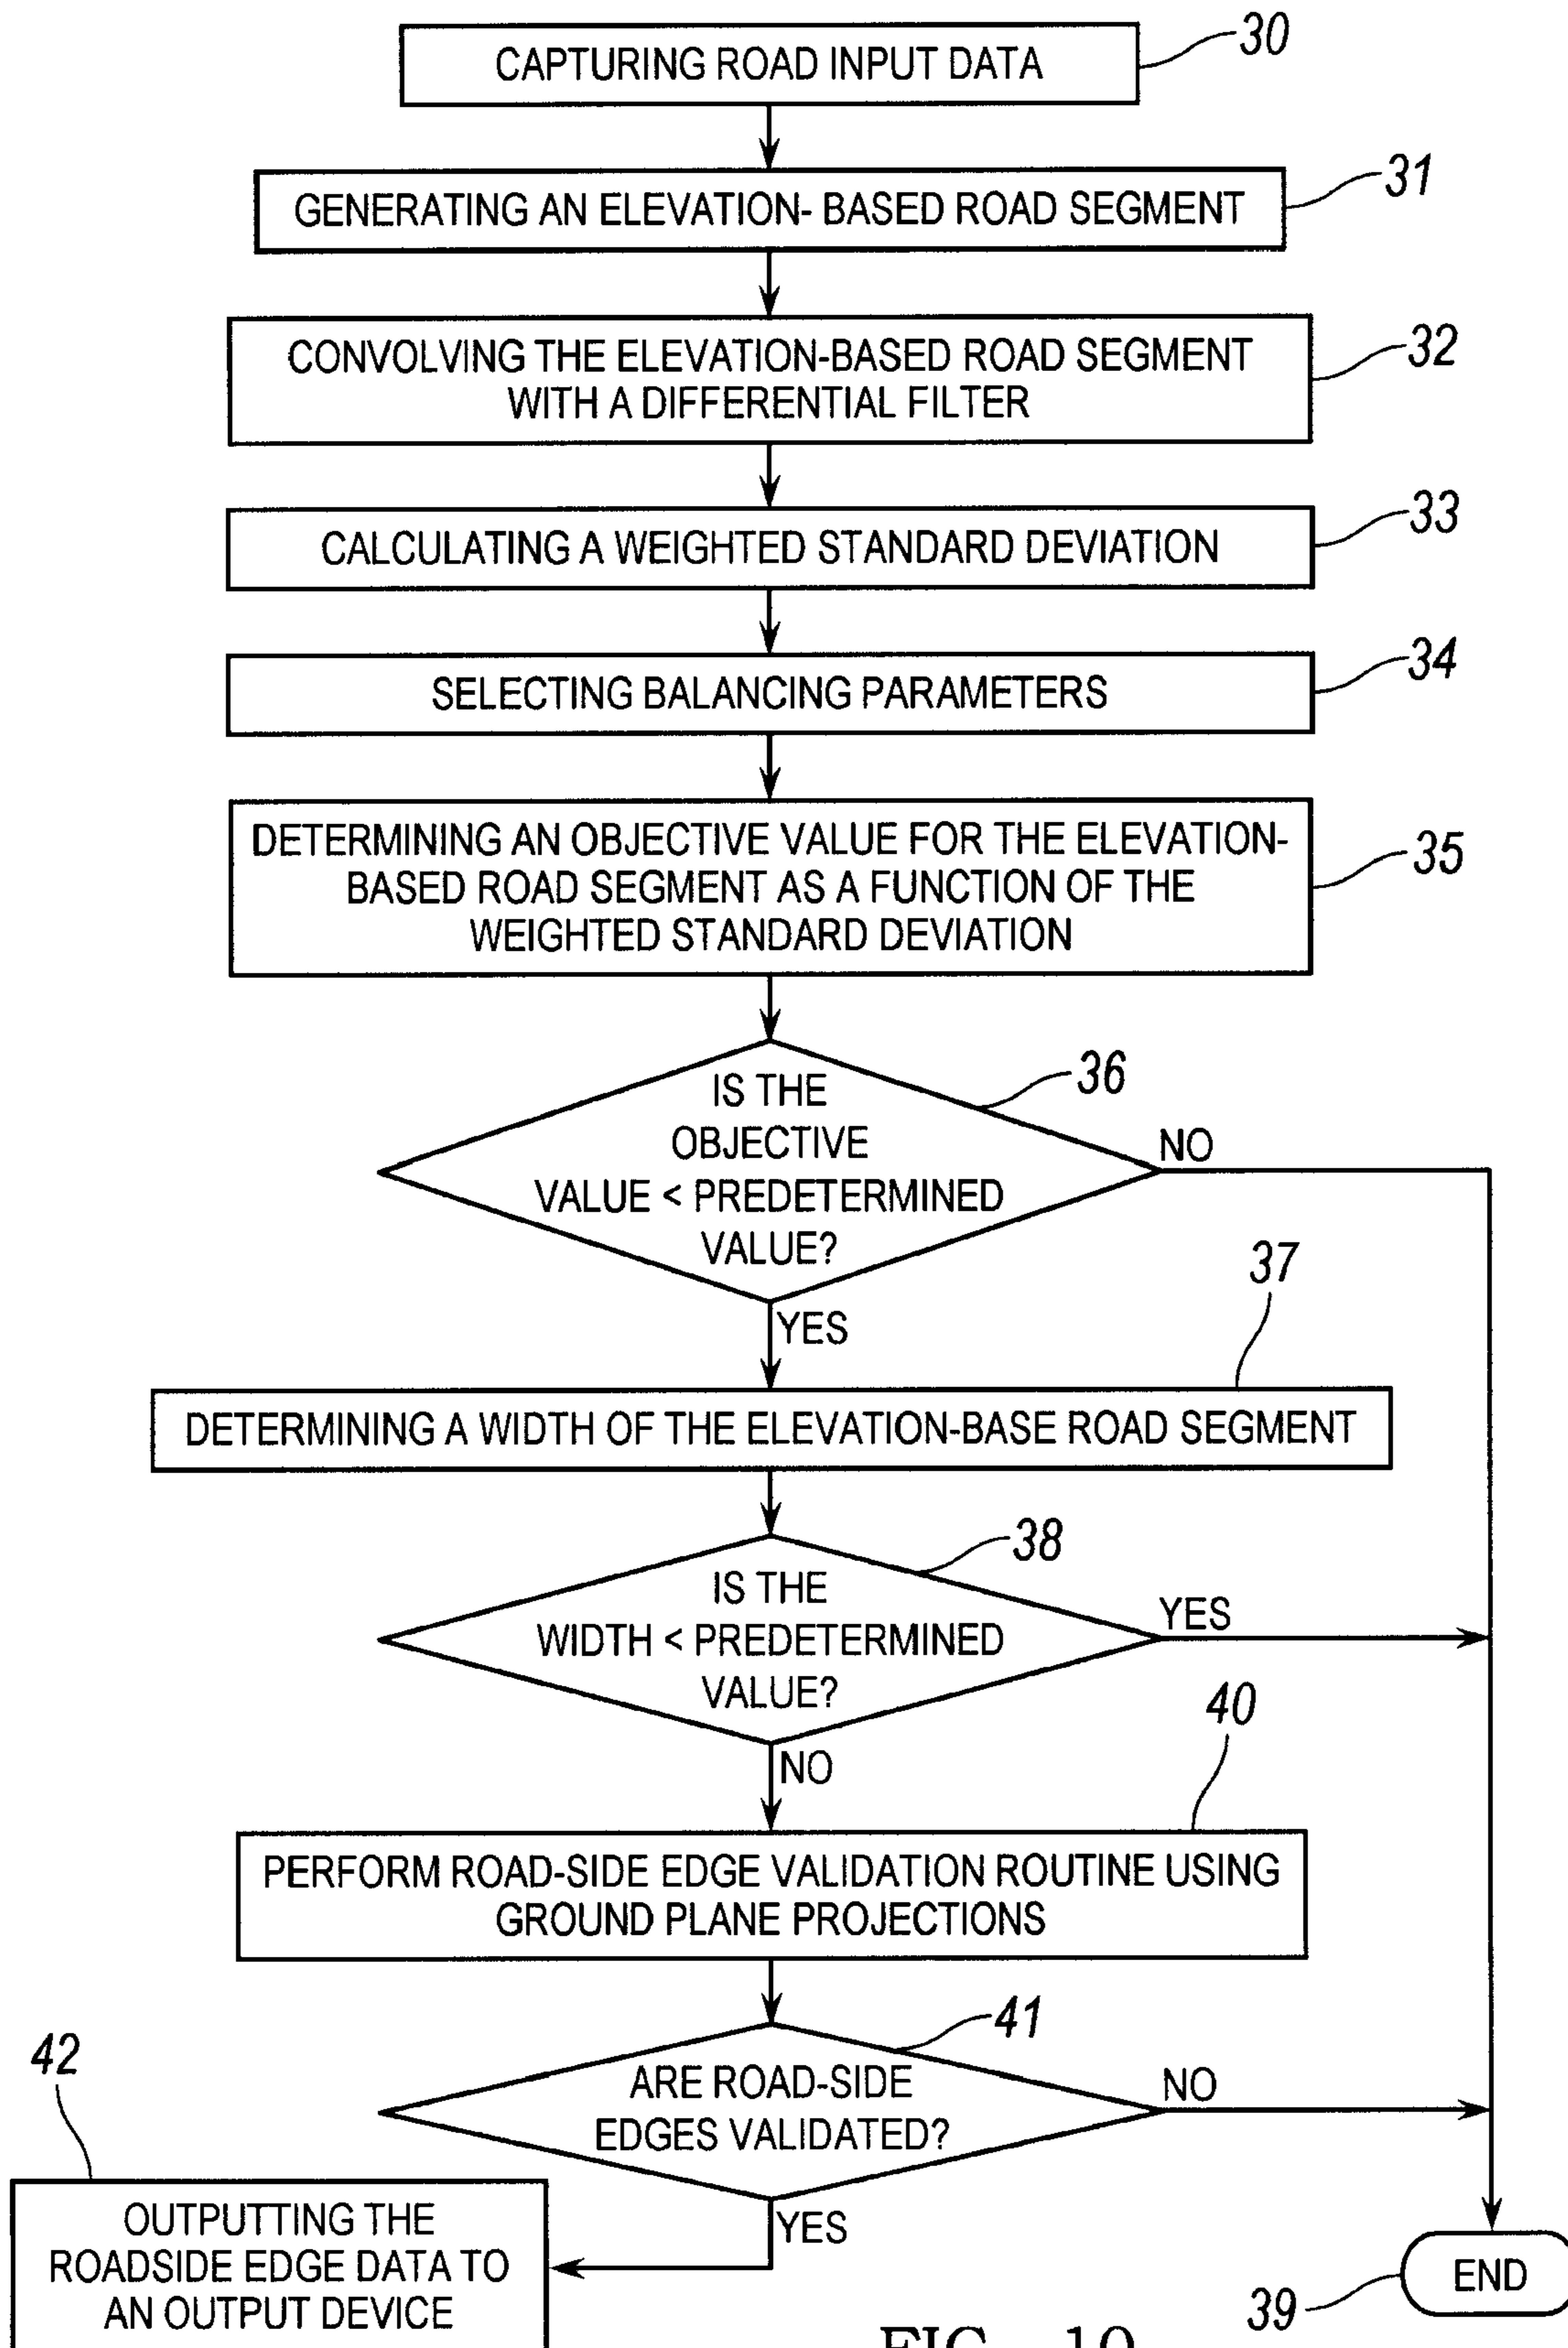 CAPTURING ROAD INPUT DATA
30
GENERATING AN ELEVATION- BASED ROAD SEGMENT
31
CONVOLVING THE ELEVATION-BASED ROAD SEGMENT
WITH A DIFFERENTIAL FILTER
32
CALCULATING A WEIGHTED STANDARD DEVIATION
33
SELECTING BALANCING PARAMETERS
34
DETERMINING AN OBJECTIVE VALUE FOR THE ELEVATION-
BASED ROAD SEGMENT AS A FUNCTION OF THE
WEIGHTED STANDARD DEVIATION
35
IS THE
OBJECTIVE
VALUE < PREDETERMINED
VALUE?
36
NO
YES
37
DETERMINING A WIDTH OF THE ELEVATION-BASE ROAD SEGMENT
IS THE
WIDTH < PREDETERMINED
VALUE?
38
YES
NO
40
PERFORM ROAD-SIDE EDGE VALIDATION ROUTINE USING
GROUND PLANE PROJECTIONS
ARE ROAD-SIDE
EDGES VALIDATED?
41
NO
YES
42
OUTPUTTING THE
ROADSIDE EDGE DATA TO
AN OUTPUT DEVICE
END
39
FIG. 10